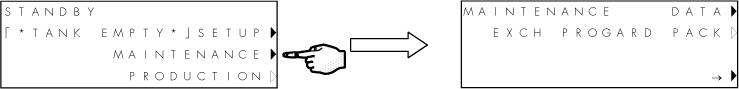 STANDBY
「*TANK EMPTY*」SETUP
MAINTENANCE
PRODUCTION
MAINTENANCE DATA
EXCH PROGARD PACK
→